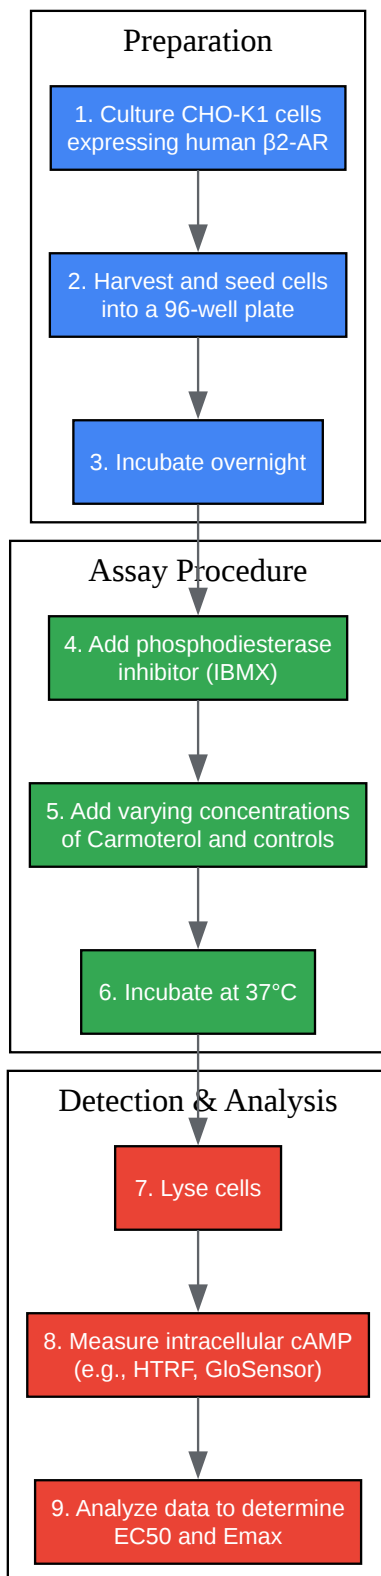 Preparation
1. Culture CHO-K1 cells
expressing human β2-AR
2. Harvest and seed cells
into a 96-well plate
3. Incubate overnight
Assay Procedure
4. Add phosphodiesterase
inhibitor (IBMX)
5. Add varying concentrations
of Carmoterol and controls
6. Incubate at 37°C
Detection & Analysis
7. Lyse cells
8. Measure intracellular cAMP
(e.g., HTRF, GloSensor)
9. Analyze data to determine
EC50 and Emax